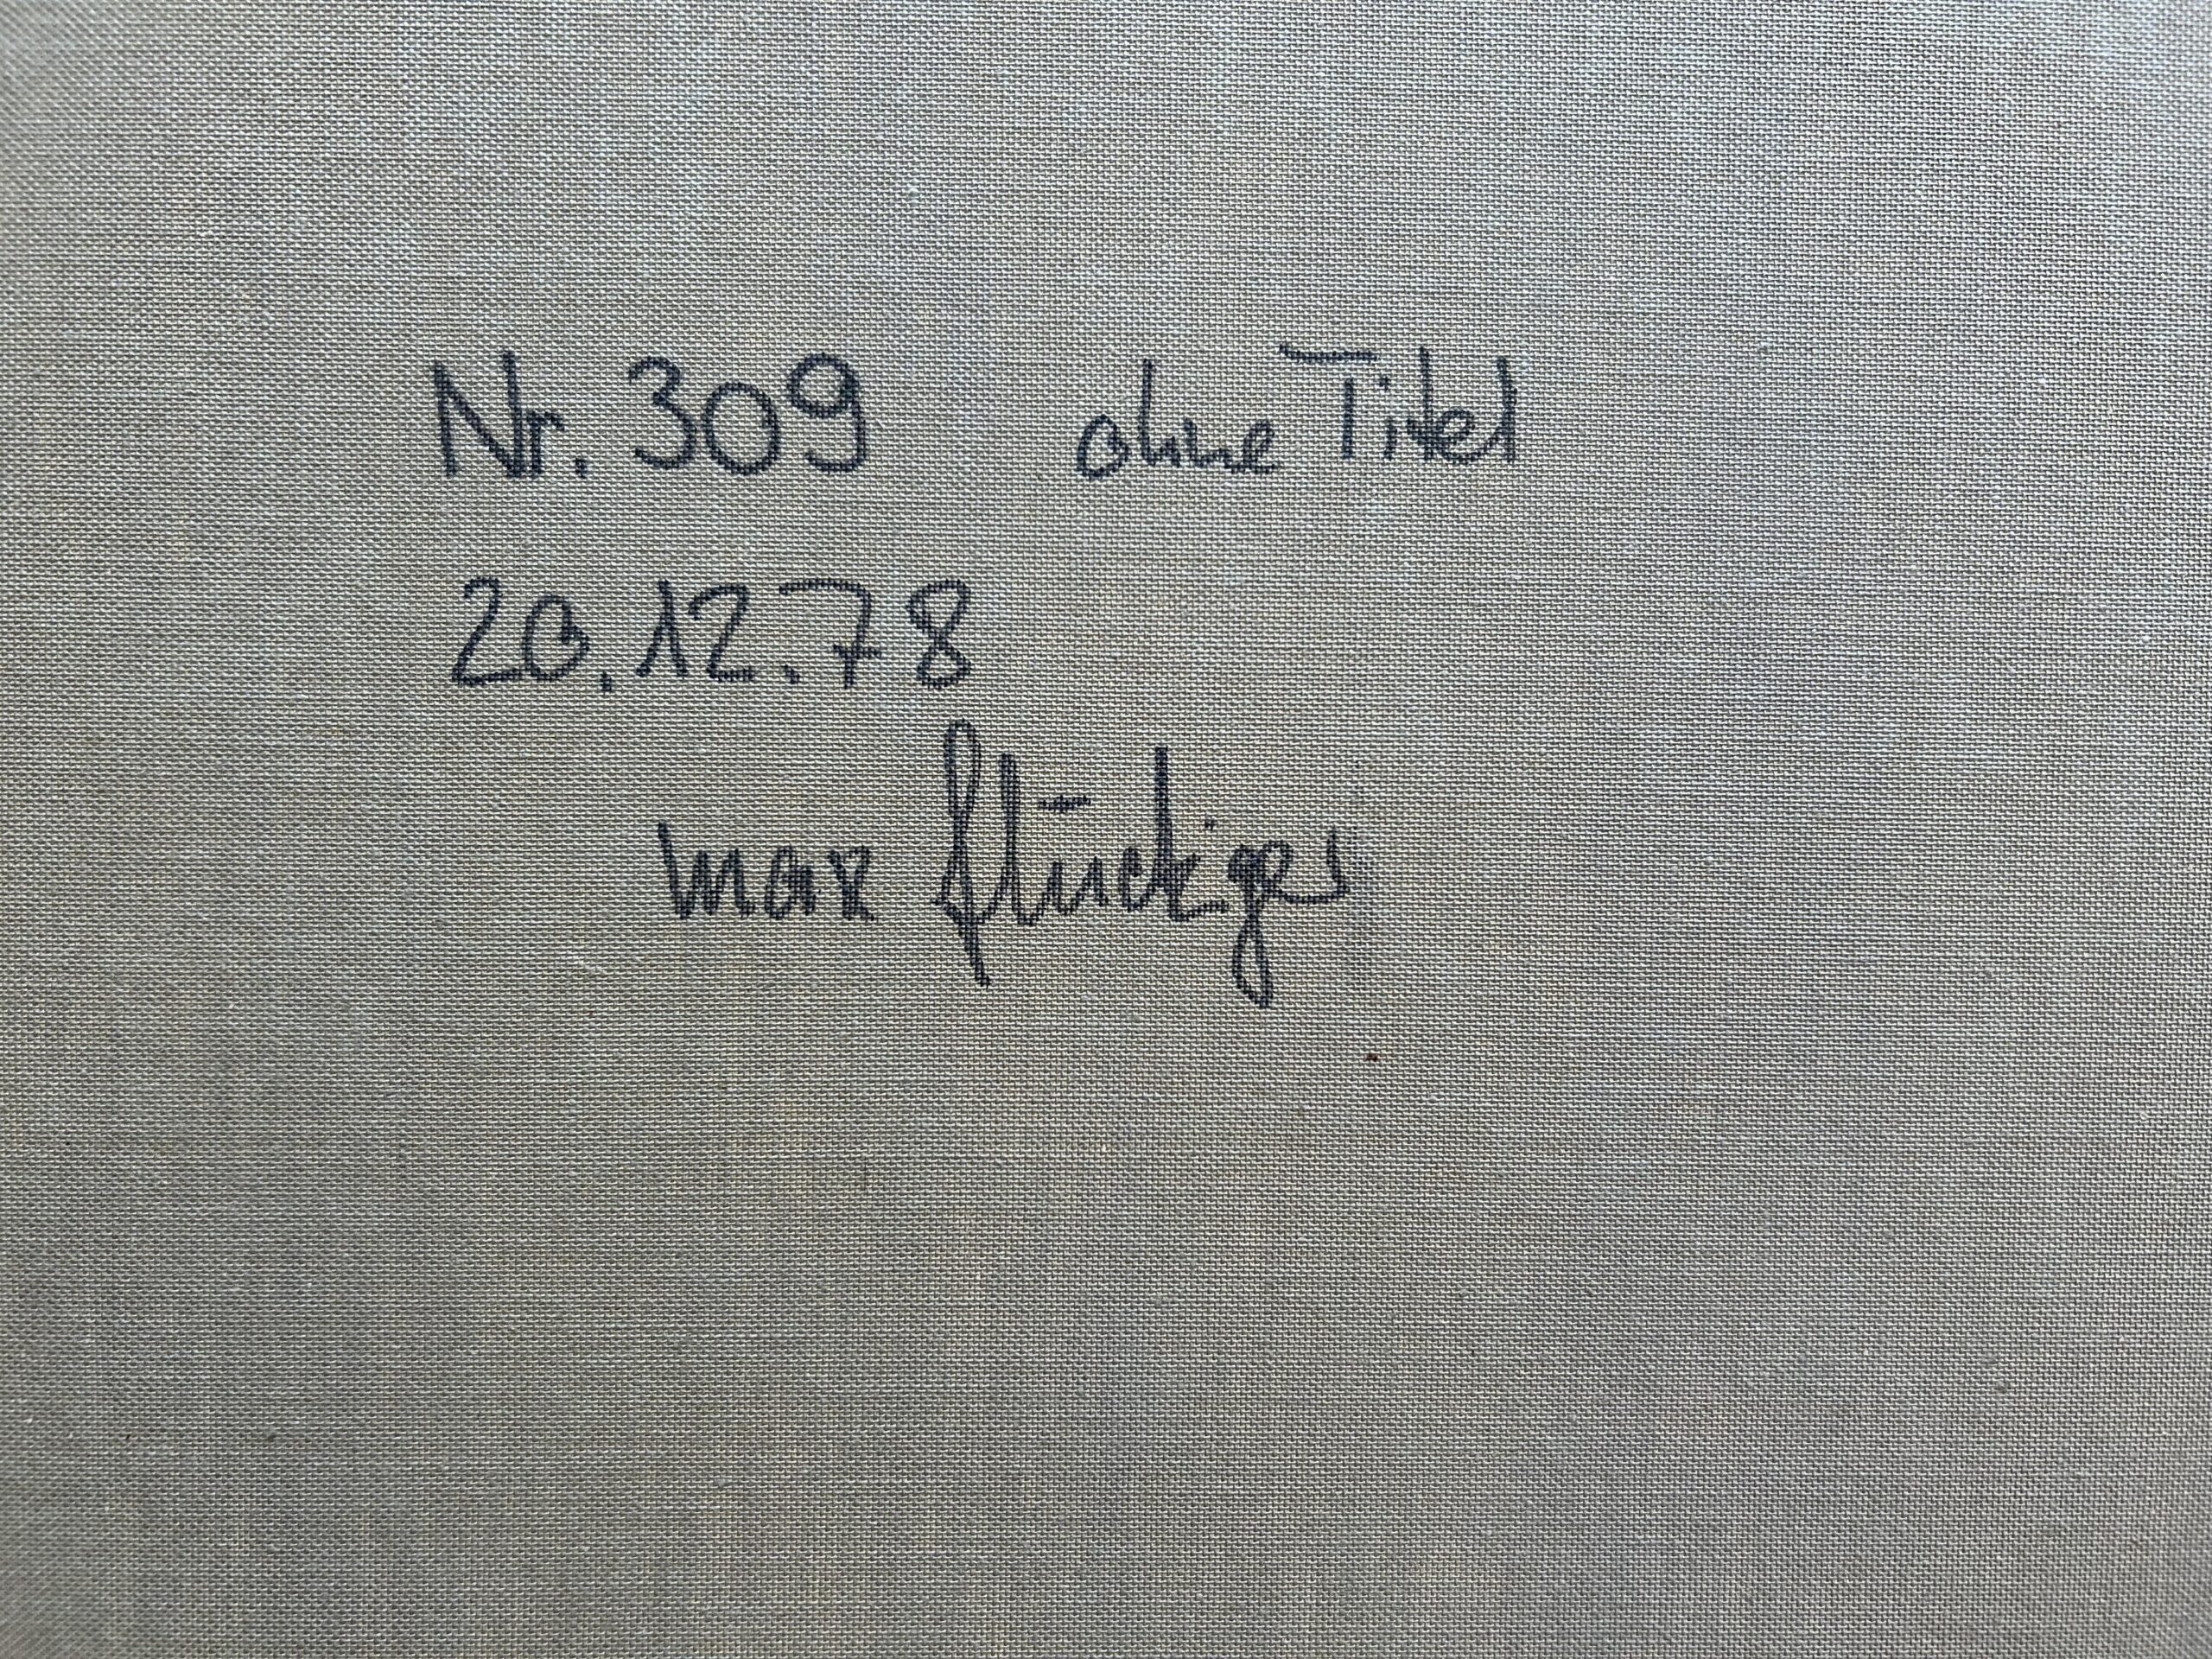 Nr. 309 ohne Titel
20.12.78
max flückiger